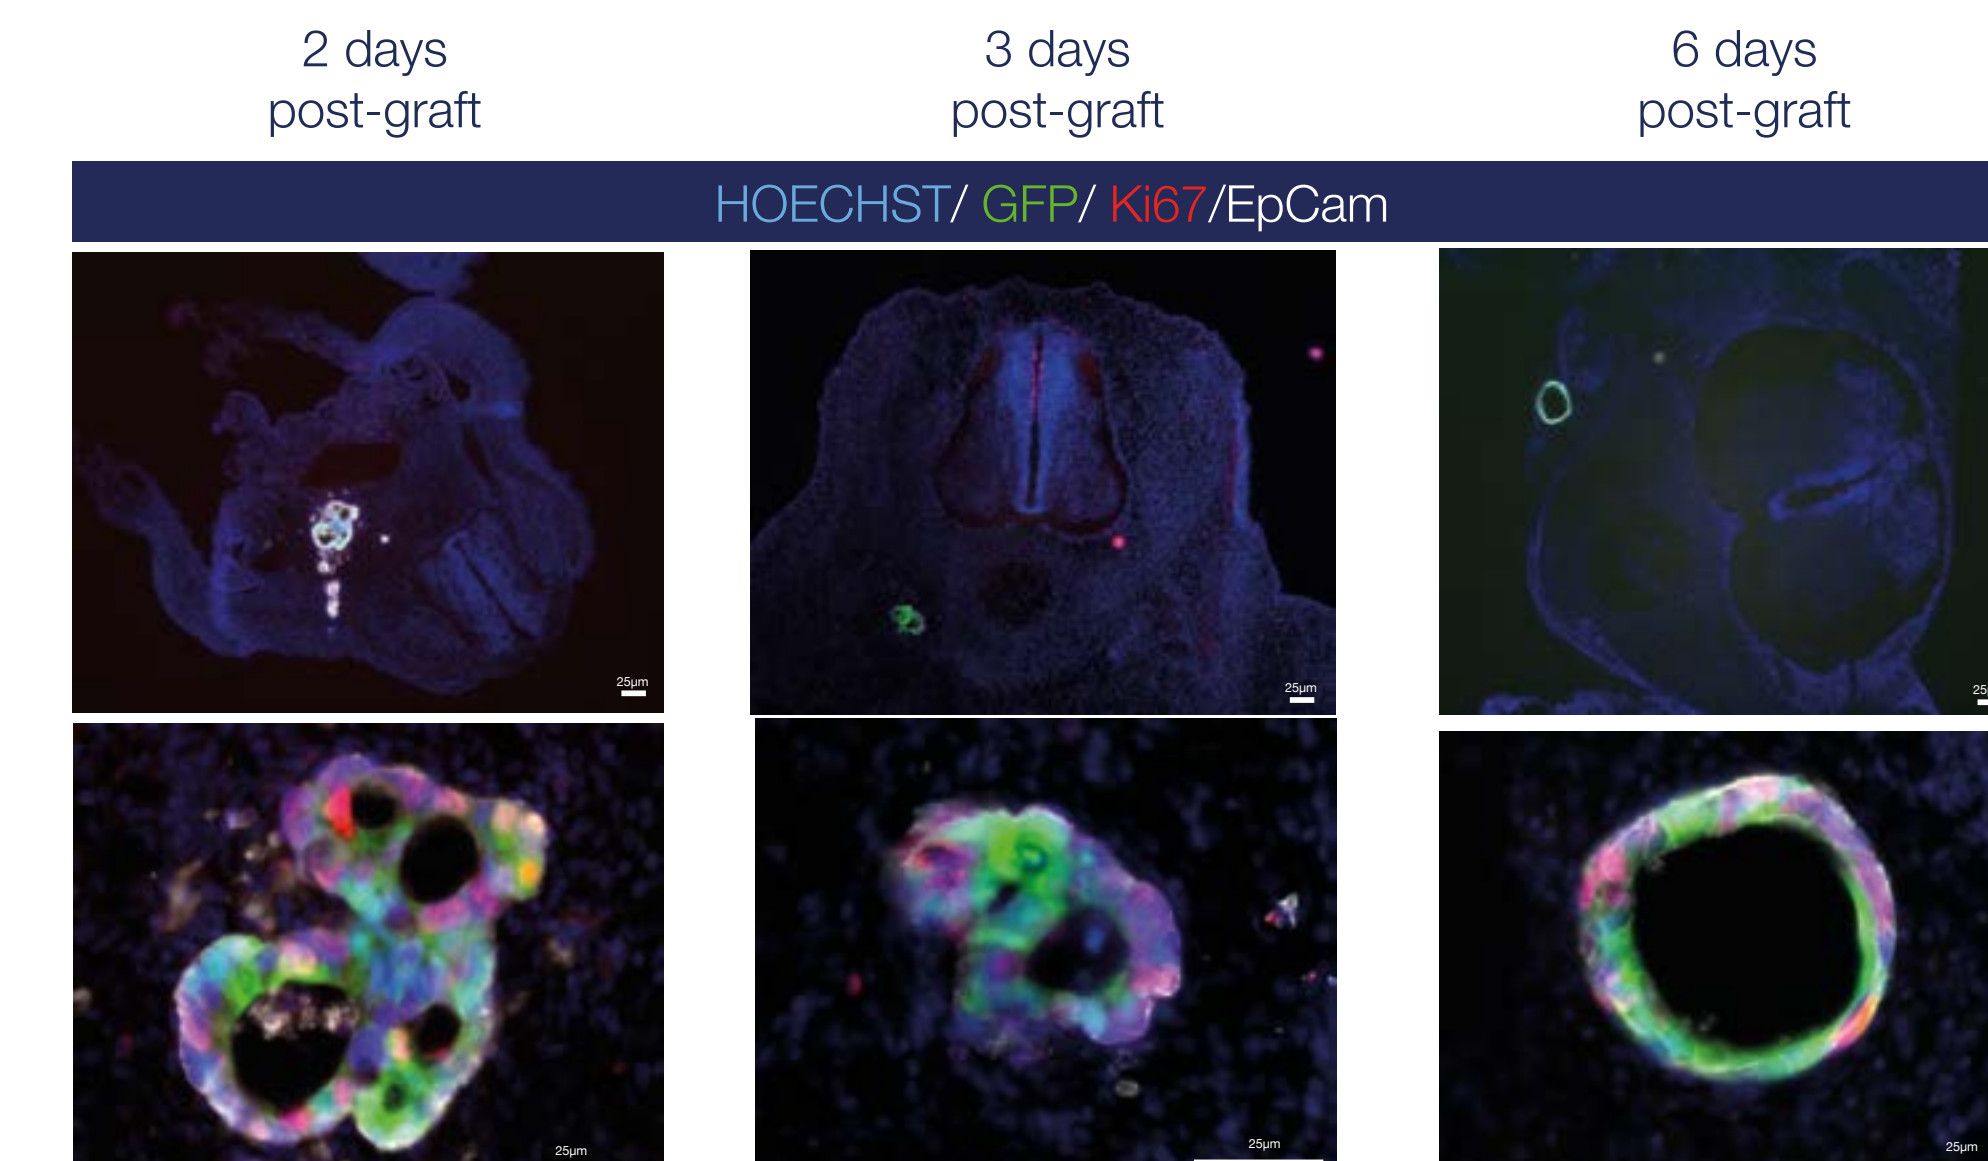 2 days
post-graft
3 days
post-graft
6 days
post-graft
HOECHST/ GFP/ Ki67/EpCam
25µm
25µm
25µm
25µm
25µm